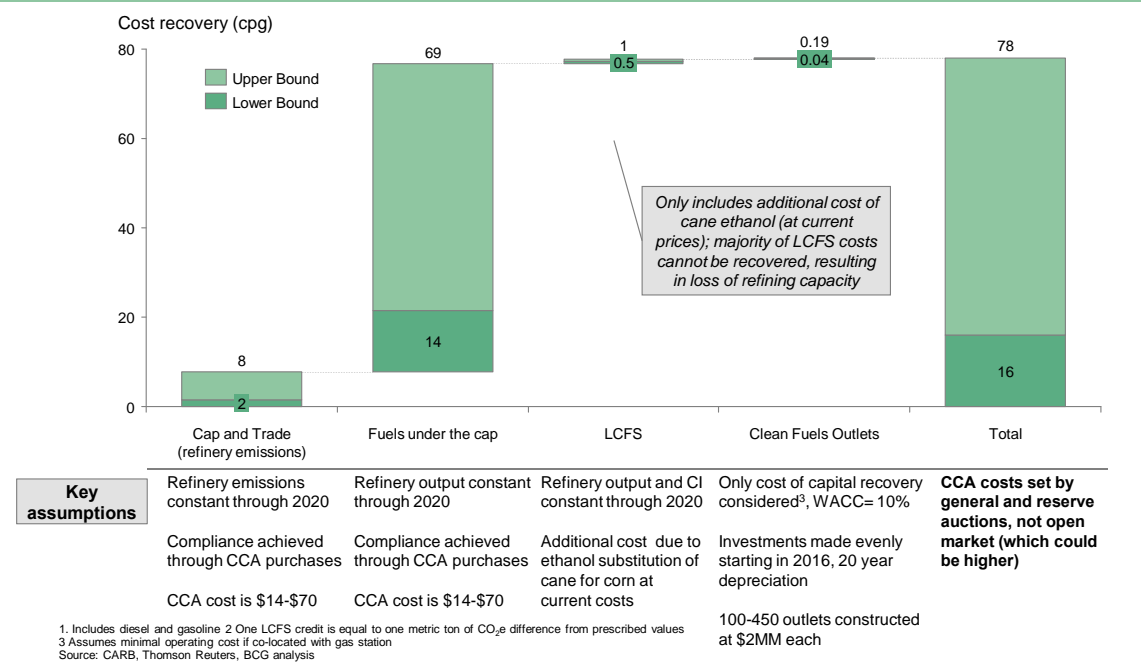 Cost recovery (cpg)
80
60
40
20
0
Upper Bound
Lower Bound
8
2
69
14
1
0.5
0.19
0.04
78
16
Only includes additional cost of
cane ethanol (at current
prices); majority of LCFS costs
cannot be recovered, resulting
in loss of refining capacity
Cap and Trade
(refinery emissions)
Fuels under the cap
LCFS
Clean Fuels Outlets
Total
Key
assumptions
Refinery emissions
constant through 2020
Compliance achieved
through CCA purchases
CCA cost is $14-$70
Refinery output constant
through 2020
Compliance achieved
through CCA purchases
CCA cost is $14-$70
Refinery output and CI
constant through 2020
Additional cost due to
ethanol substitution of
cane for corn at
current costs
Only cost of capital recovery
considered³, WACC= 10%
Investments made evenly
starting in 2016, 20 year
depreciation
100-450 outlets constructed
at $2MM each
CCA costs set by
general and reserve
auctions, not open
market (which could
be higher)
1. Includes diesel and gasoline 2 One LCFS credit is equal to one metric ton of CO₂e difference from prescribed values
3 Assumes minimal operating cost if co-located with gas station
Source: CARB, Thomson Reuters, BCG analysis